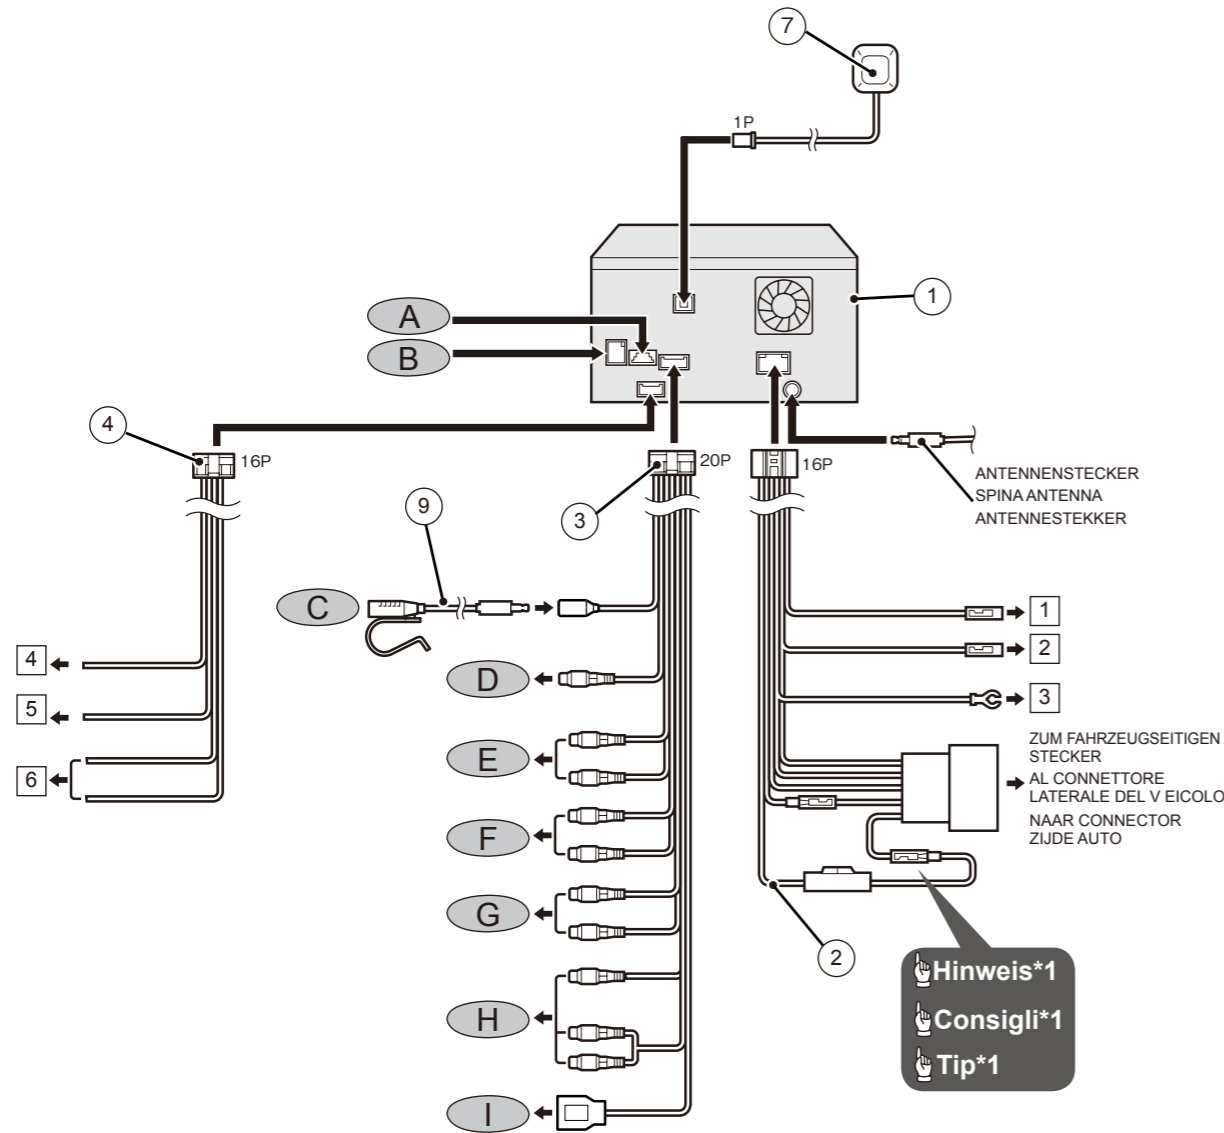 7
1P
1
A
B
4
16P
3
20P
16P
ANTENNENSTECKER
SPINA ANTENNA
ANTENNESTEKKER
9
C
1
2
3
D
4
5
6
E
F
G
H
I
ZUM FAHRZEUGSEITIGEN
STECKER
AL CONNETTORE
LATERALE DEL V EICOLO
NAAR CONNECTOR
ZIJDE AUTO
2
Hinweis*1
Consigli*1
Tip*1